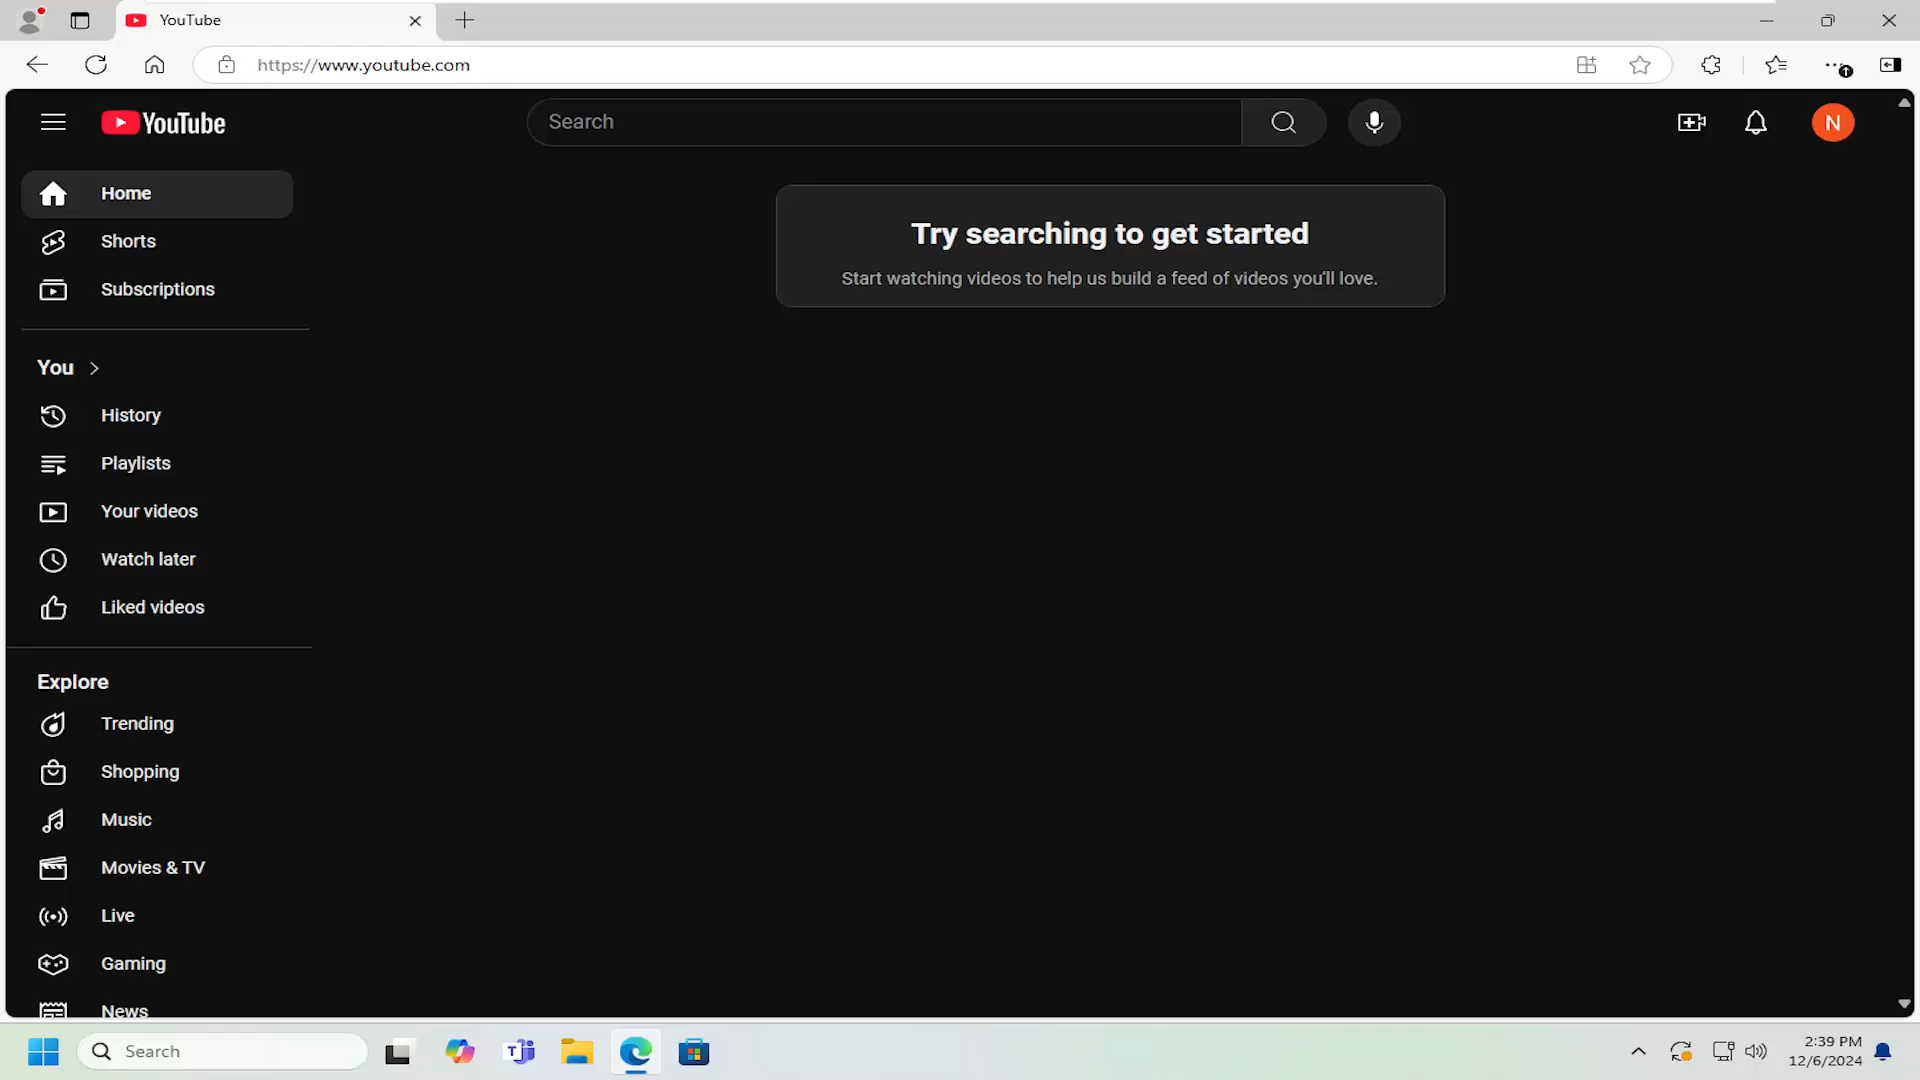 YouTube
https://www.youtube.com
YouTube
Search
N
Home
Shorts
Subscriptions
Try searching to get started
Start watching videos to help us build a feed of videos you'll love.
You
History
Playlists
Your videos
Watch later
Liked videos
Explore
Trending
Shopping
Music
Movies & TV
Live
Gaming
News
Search
2:39 PM
12/6/2024